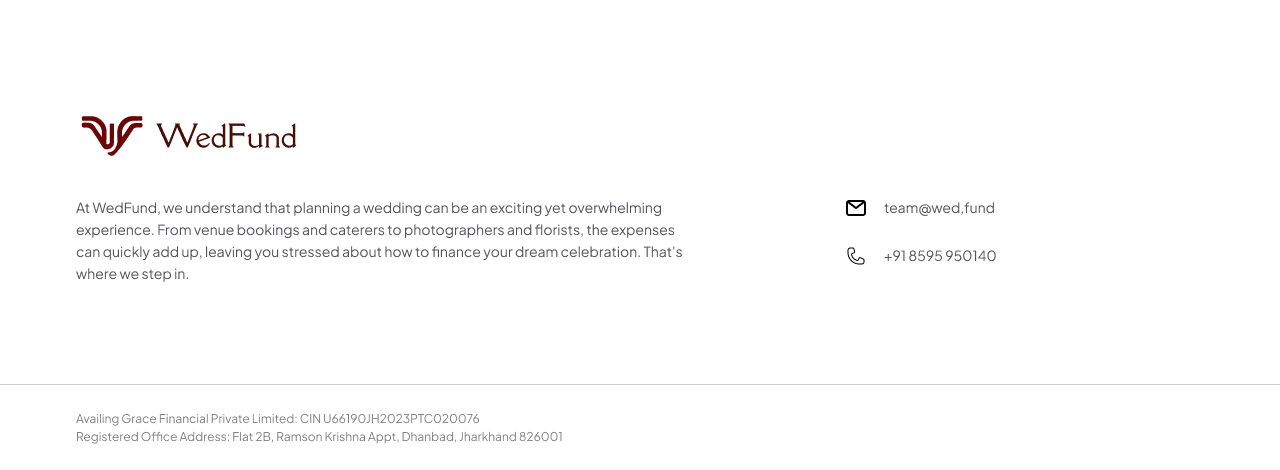 WedFund
At WedFund, we understand that planning a wedding can be an exciting yet overwhelming
experience. From venue bookings and caterers to photographers and florists, the expenses
can quickly add up, leaving you stressed about how to finance your dream celebration. That's
where we step in.
team@wed,fund
+91 8595 950140
Availing Grace Financial Private Limited: CIN U66190JH2023PTC020076
Registered Office Address: Flat 2B, Ramson Krishna Appt, Dhanbad, Jharkhand 826001